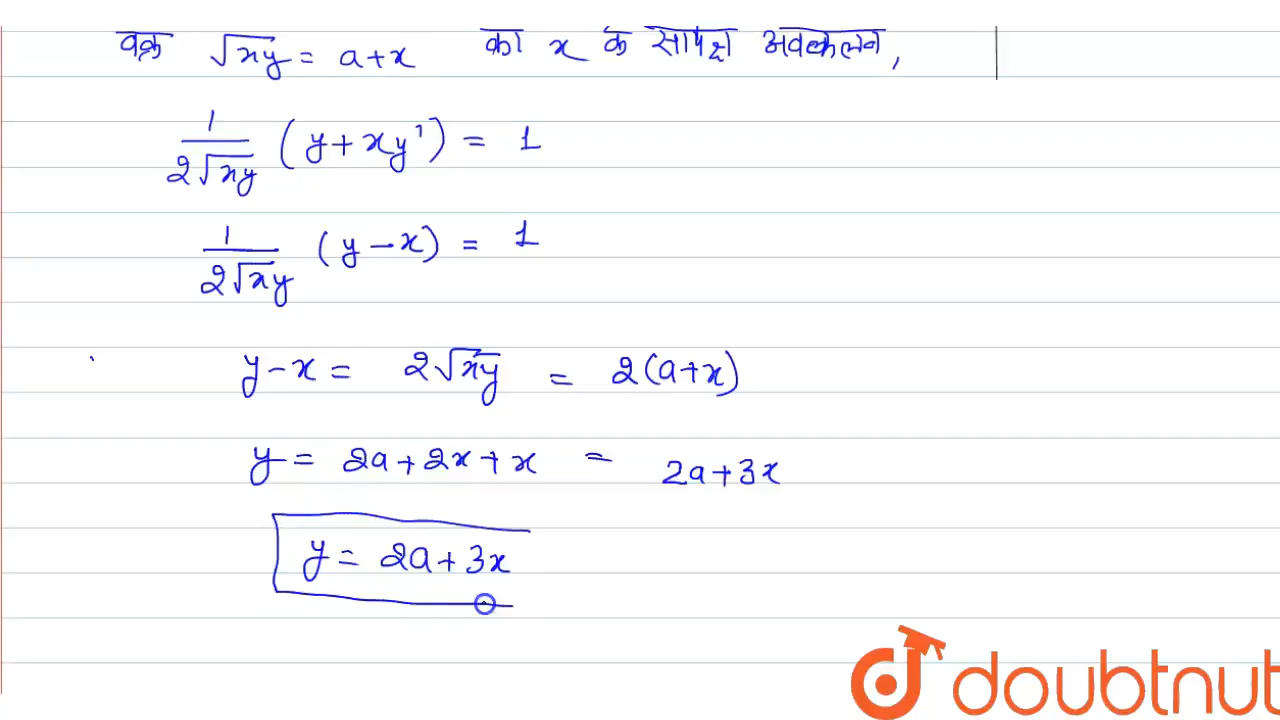 वक्र √xy = a+x का x के सापेक्ष अवकलन,
1/(2√xy) (y + xy') = 1
1/(2√xy) (y - x) = 1
y - x = 2√xy = 2(a+x)
y = 2a + 2x + x = 2a + 3x
y = 2a + 3x
doubtnut